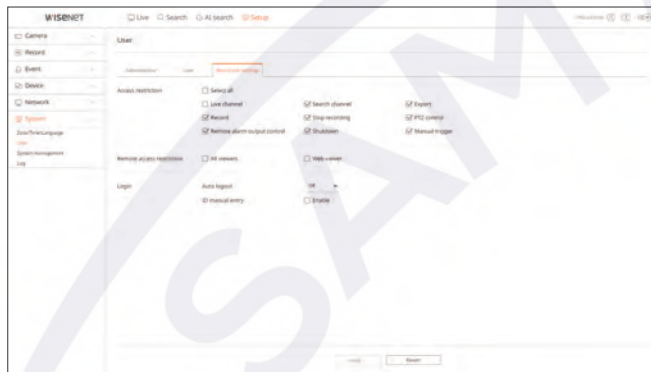 WISENET
Live Search AI search Setup
Camera
Record
Event
Device
Network
System
Date/Time/Language
User
System management
Log
User
Administrator User Restriction settings
Access restriction Select all
Live channel Search channel Export
Record Stop recording PTZ control
Remote alarm output control Shutdown Manual trigger
Remote access restriction All viewers Web viewer
Login Auto logout Off
ID manual entry Enable
Revert
SAM